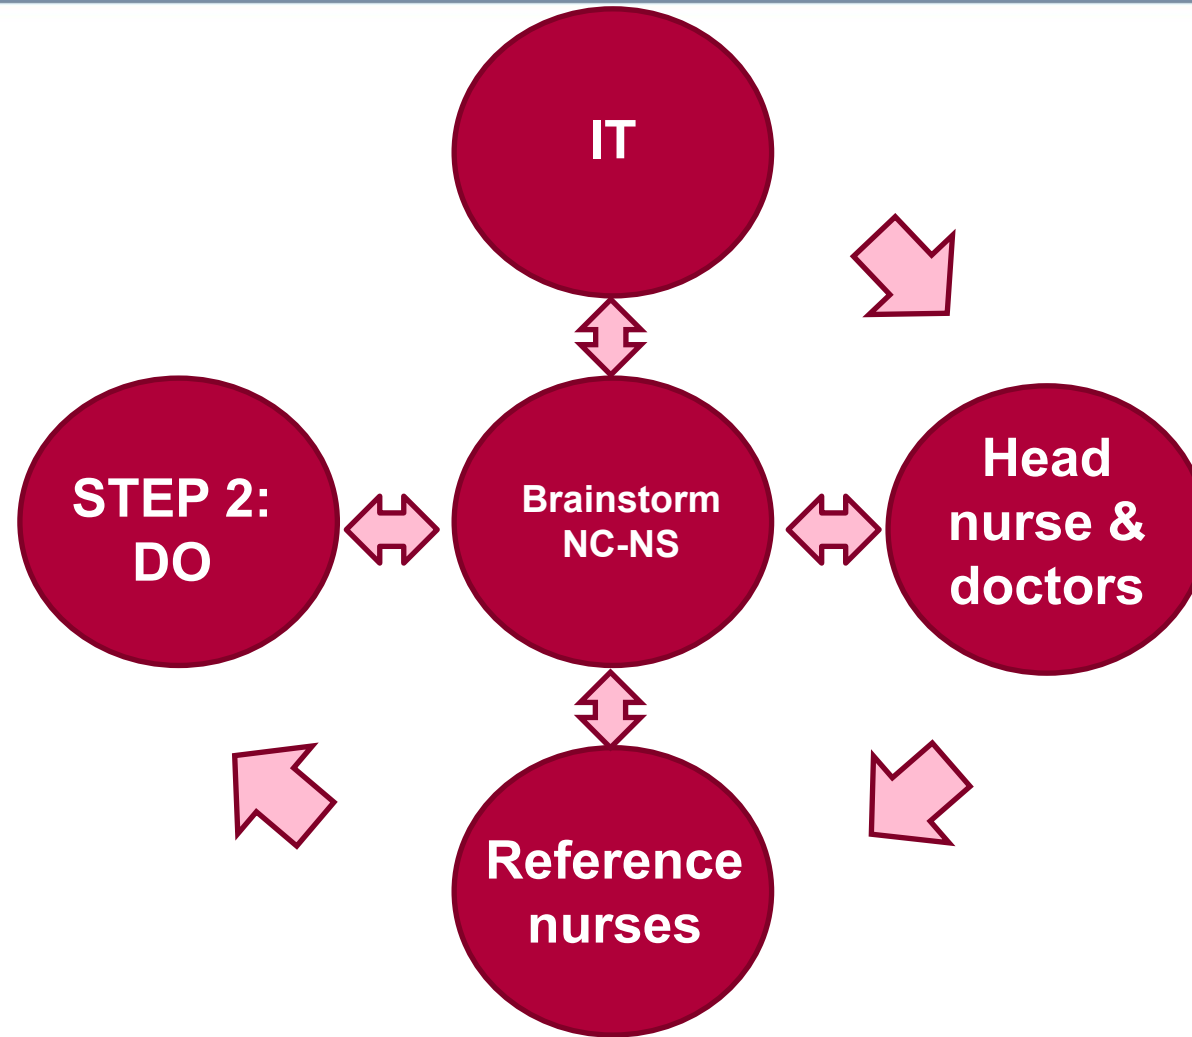 IT
STEP 2:
DO
Brainstorm
NC-NS
Head
nurse &
doctors
Reference
nurses